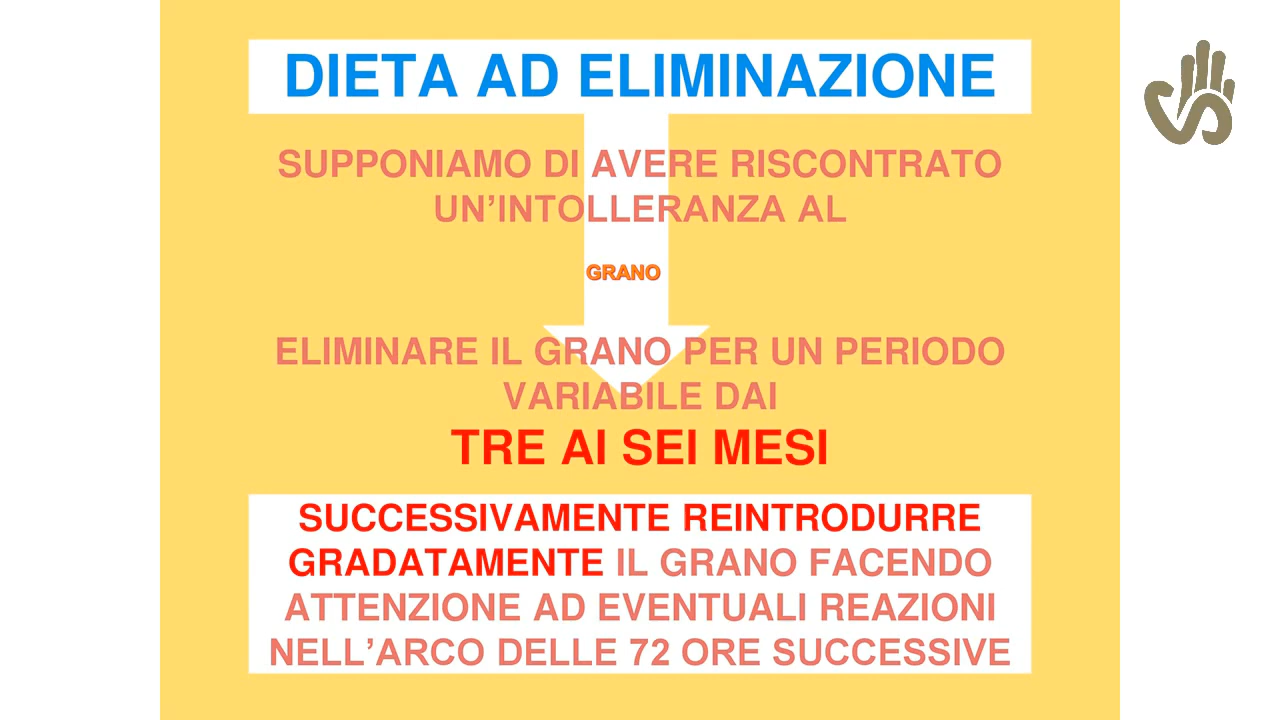 DIETA AD ELIMINAZIONE
SUPPONIAMO DI AVERE RISCONTRATO
UN’INTOLLERANZA AL
GRANO
ELIMINARE IL GRANO PER UN PERIODO
VARIABILE DAI
TRE AI SEI MESI
SUCCESSIVAMENTE REINTRODURRE
GRADATAMENTE IL GRANO FACENDO
ATTENZIONE AD EVENTUALI REAZIONI
NELL’ARCO DELLE 72 ORE SUCCESSIVE